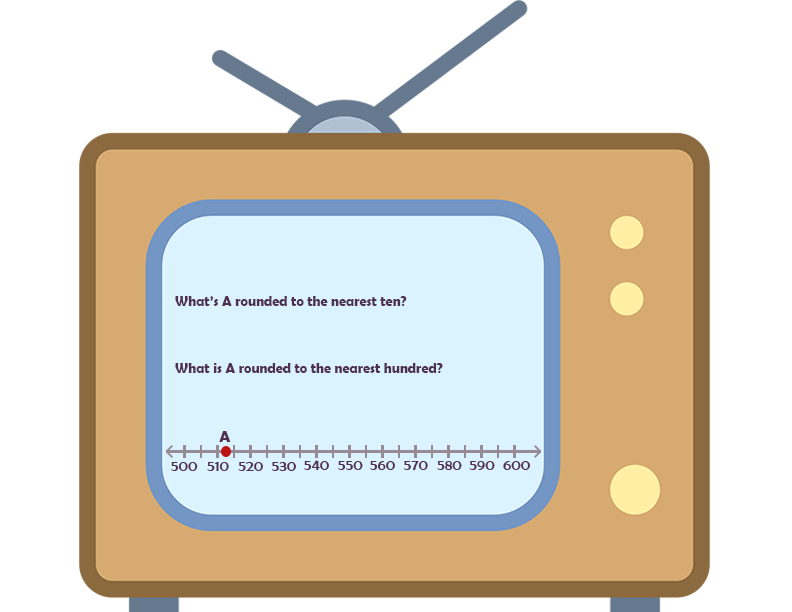 What's A rounded to the nearest ten?
What is A rounded to the nearest hundred?
A
500 510 520 530 540 550 560 570 580 590 600